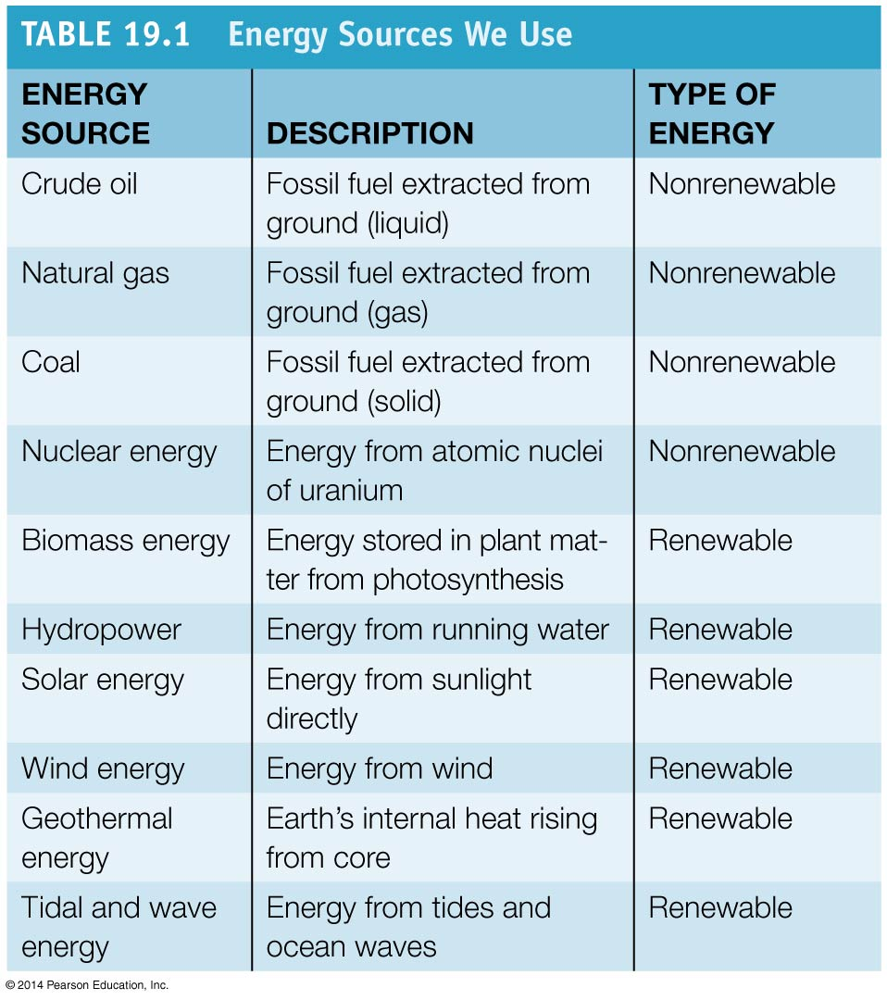 TABLE 19.1 Energy Sources We Use
ENERGY SOURCE DESCRIPTION TYPE OF ENERGY
Crude oil Fossil fuel extracted from Nonrenewable
ground (liquid)
Natural gas Fossil fuel extracted from Nonrenewable
ground (gas)
Coal Fossil fuel extracted from Nonrenewable
ground (solid)
Nuclear energy Energy from atomic nuclei Nonrenewable
of uranium
Biomass energy Energy stored in plant mat- Renewable
ter from photosynthesis
Hydropower Energy from running water Renewable
Solar energy Energy from sunlight Renewable
directly
Wind energy Energy from wind Renewable
Geothermal Earth’s internal heat rising Renewable
energy from core
Tidal and wave Energy from tides and Renewable
energy ocean waves
© 2014 Pearson Education, Inc.